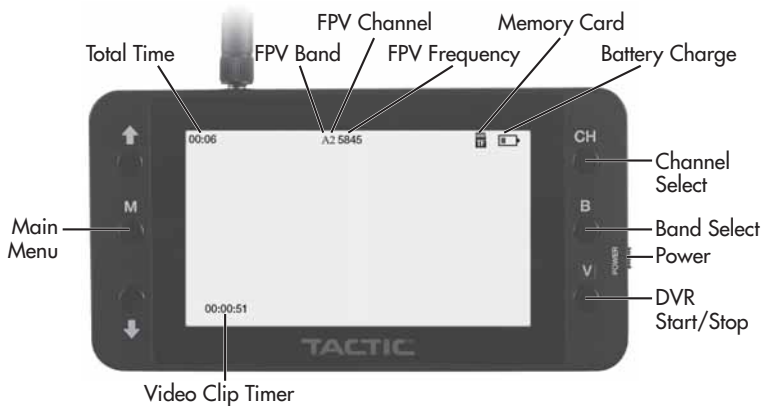 FPV Channel
Memory Card
Total Time
FPV Band
FPV Frequency
Battery Charge
00:06
A2 5845
TF
CH
Channel
Select
M
B
Main
Menu
Band Select
POWER
Power
V
DVR
Start/Stop
00:00:51
TACTIC
Video Clip Timer